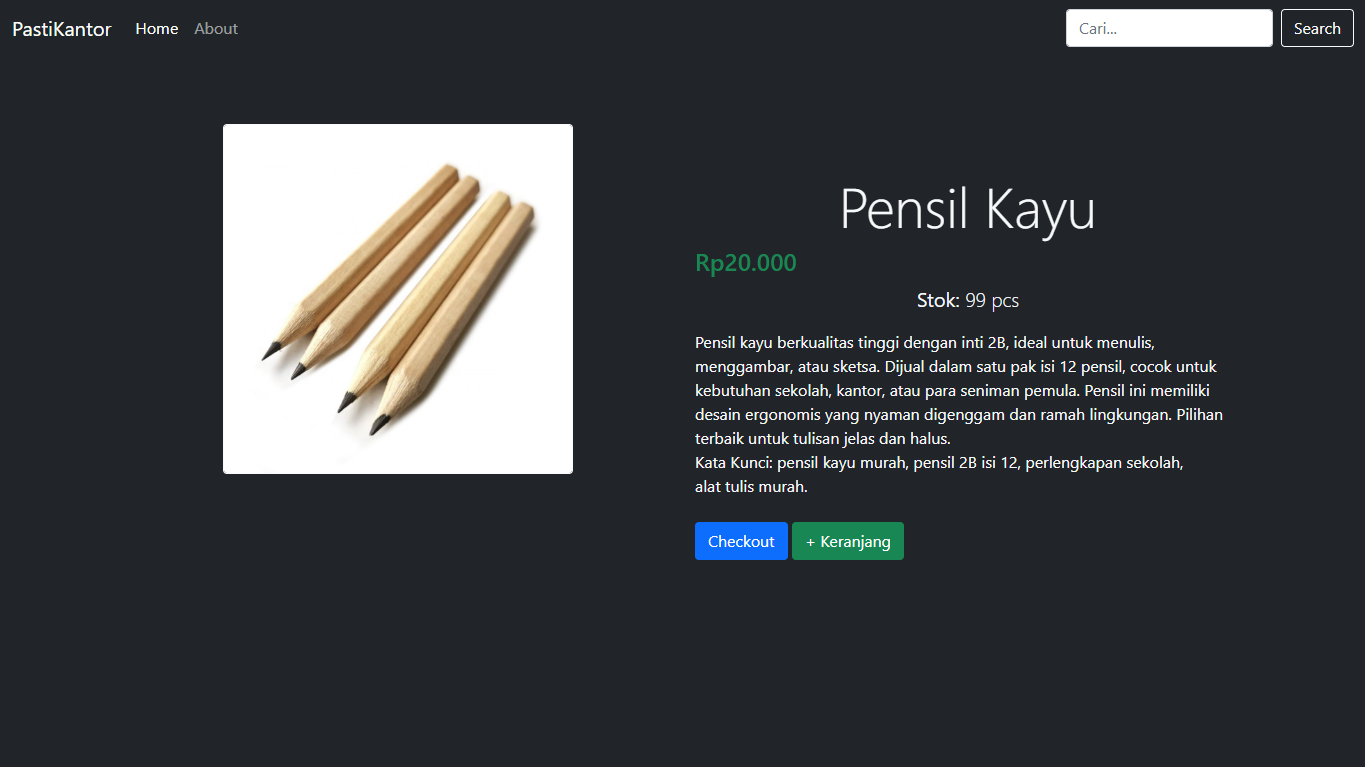 PastiKantor Home About Cari... Search
Pensil Kayu
Rp20.000
Stok: 99 pcs
Pensil kayu berkualitas tinggi dengan inti 2B, ideal untuk menulis,
menggambar, atau sketsa. Dijual dalam satu pak isi 12 pensil, cocok untuk
kebutuhan sekolah, kantor, atau para seniman pemula. Pensil ini memiliki
desain ergonomis yang nyaman digenggam dan ramah lingkungan. Pilihan
terbaik untuk tulisan jelas dan halus.
Kata Kunci: pensil kayu murah, pensil 2B isi 12, perlengkapan sekolah,
alat tulis murah.
Checkout + Keranjang